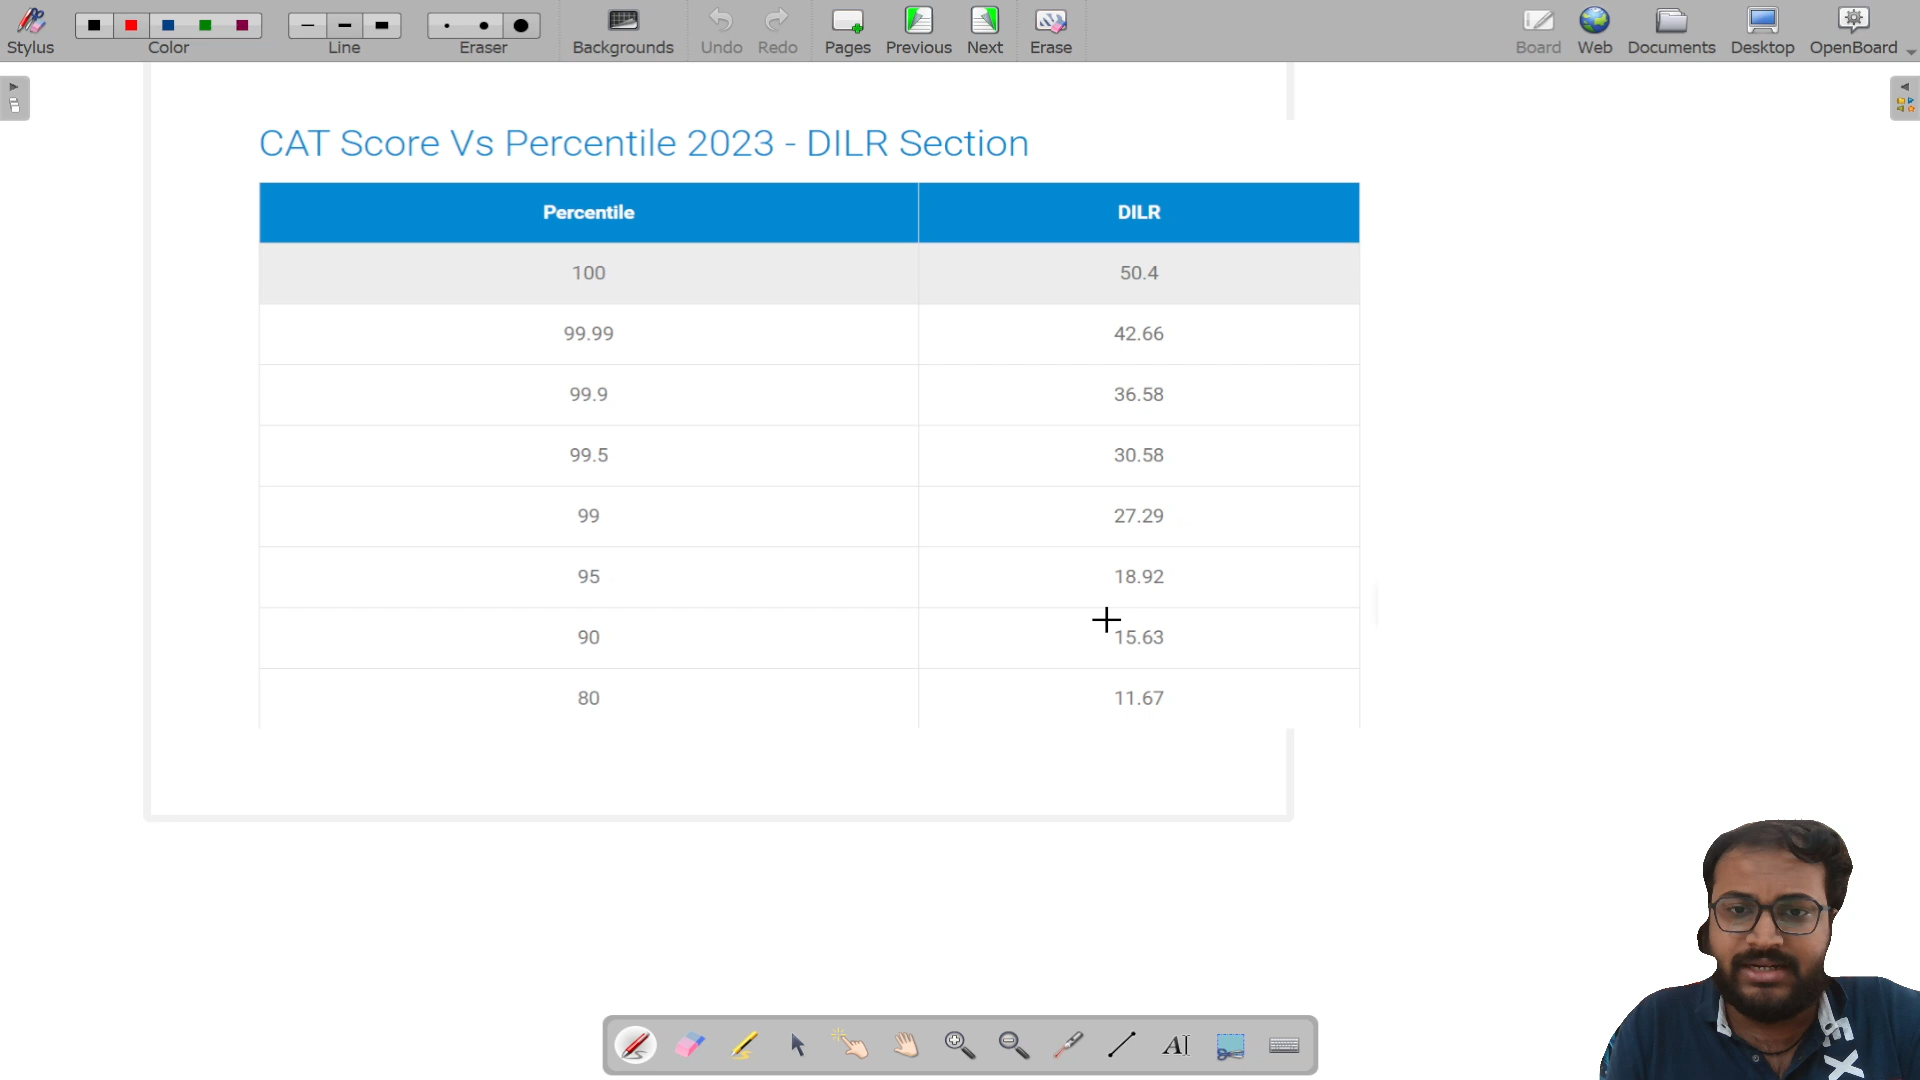 Stylus
Color
Line
Eraser
Backgrounds
Undo
Redo
Pages
Previous
Next
Erase
Board
Web
Documents
Desktop
OpenBoard
CAT Score Vs Percentile 2023 - DILR Section
Percentile DILR
100 50.4
99.99 42.66
99.9 36.58
99.5 30.58
99 27.29
95 18.92
90 15.63
80 11.67
AI